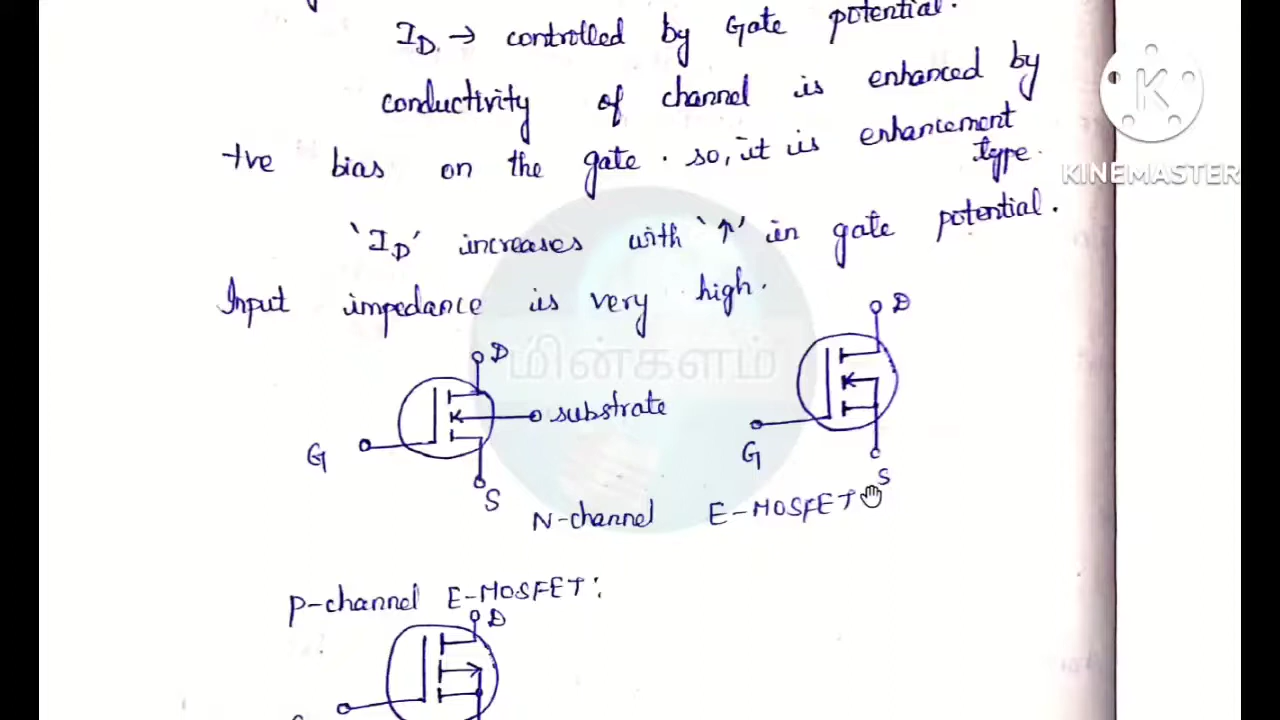 I_D → controlled by Gate potential.
conductivity of channel is enhanced by
+ve bias on the gate. so, it is enhancement
type.
'I_D' increases with '↑' in gate potential.
Input impedance is very high.
D
substrate
G
S
D
G
S
N-channel E-MOSFET
P-channel E-MOSFET:
D
மின்களம்
K
KINEMASTER